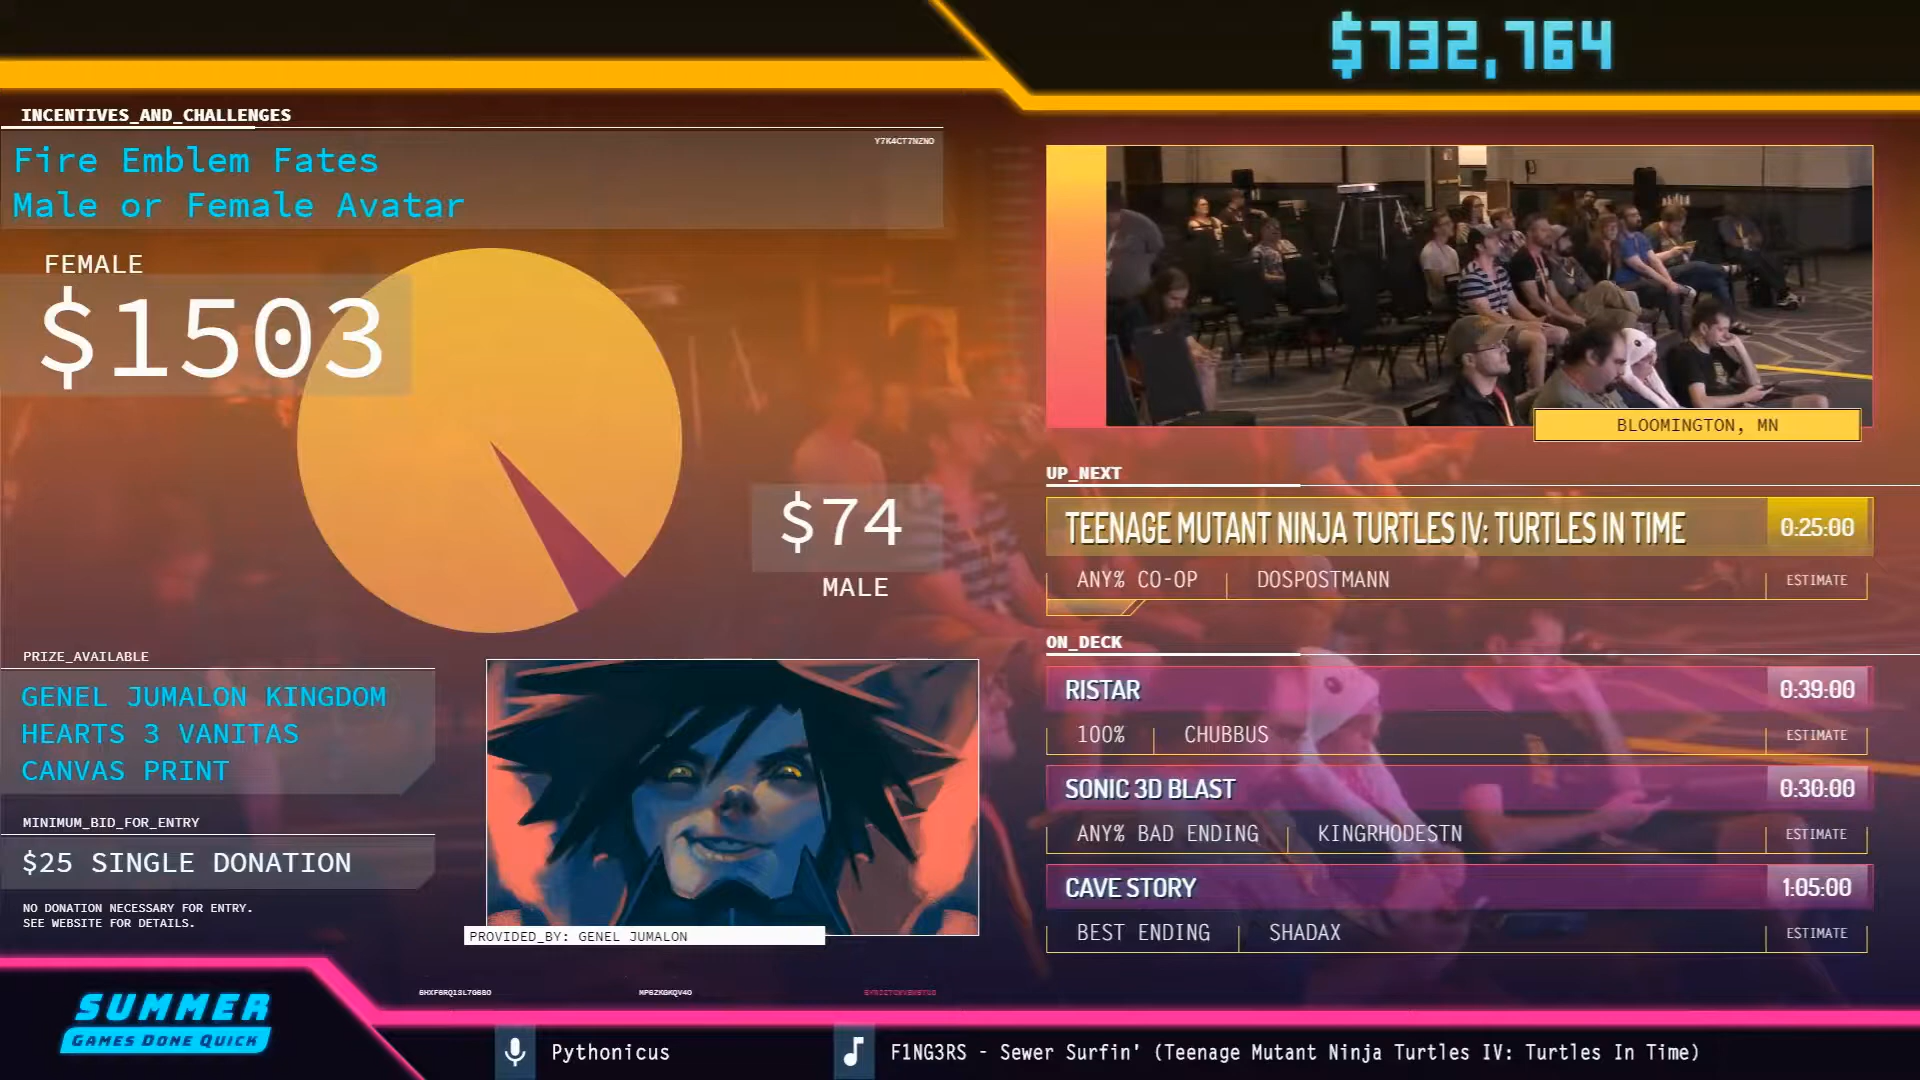 $732,764
INCENTIVES_AND_CHALLENGES
Y7K4CT7NZNO
Fire Emblem Fates
Male or Female Avatar
FEMALE
$1503
$74
MALE
PRIZE_AVAILABLE
GENEL JUMALON KINGDOM
HEARTS 3 VANITAS
CANVAS PRINT
MINIMUM_BID_FOR_ENTRY
$25 SINGLE DONATION
NO DONATION NECESSARY FOR ENTRY.
SEE WEBSITE FOR DETAILS.
PROVIDED_BY: GENEL JUMALON
BLOOMINGTON, MN
UP_NEXT
TEENAGE MUTANT NINJA TURTLES IV: TURTLES IN TIME 0:25:00
ANY% CO-OP DOSPOSTMANN ESTIMATE
ON_DECK
RISTAR 0:39:00
100% CHUBBUS ESTIMATE
SONIC 3D BLAST 0:30:00
ANY% BAD ENDING KINGRHODESTN ESTIMATE
CAVE STORY 1:05:00
BEST ENDING SHADAX ESTIMATE
SUMMER
GAMES DONE QUICK
Pythonicus
F1NG3RS - Sewer Surfin' (Teenage Mutant Ninja Turtles IV: Turtles In Time)